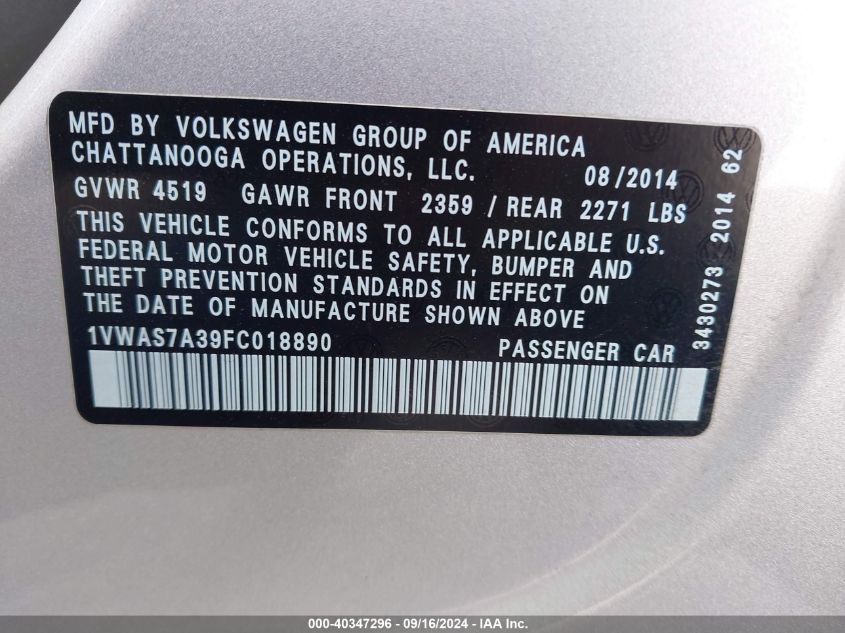 MFD BY VOLKSWAGEN GROUP OF AMERICA
CHATTANOOGA OPERATIONS, LLC. 08/2014
GVWR 4519 GAWR FRONT 2359 / REAR 2271 LBS
THIS VEHICLE CONFORMS TO ALL APPLICABLE U.S.
FEDERAL MOTOR VEHICLE SAFETY, BUMPER AND
THEFT PREVENTION STANDARDS IN EFFECT ON
THE DATE OF MANUFACTURE SHOWN ABOVE
1VWAS7A39FC018890 PASSENGER CAR
3430273 2014 62
000-40347296 - 09/16/2024 - IAA Inc.